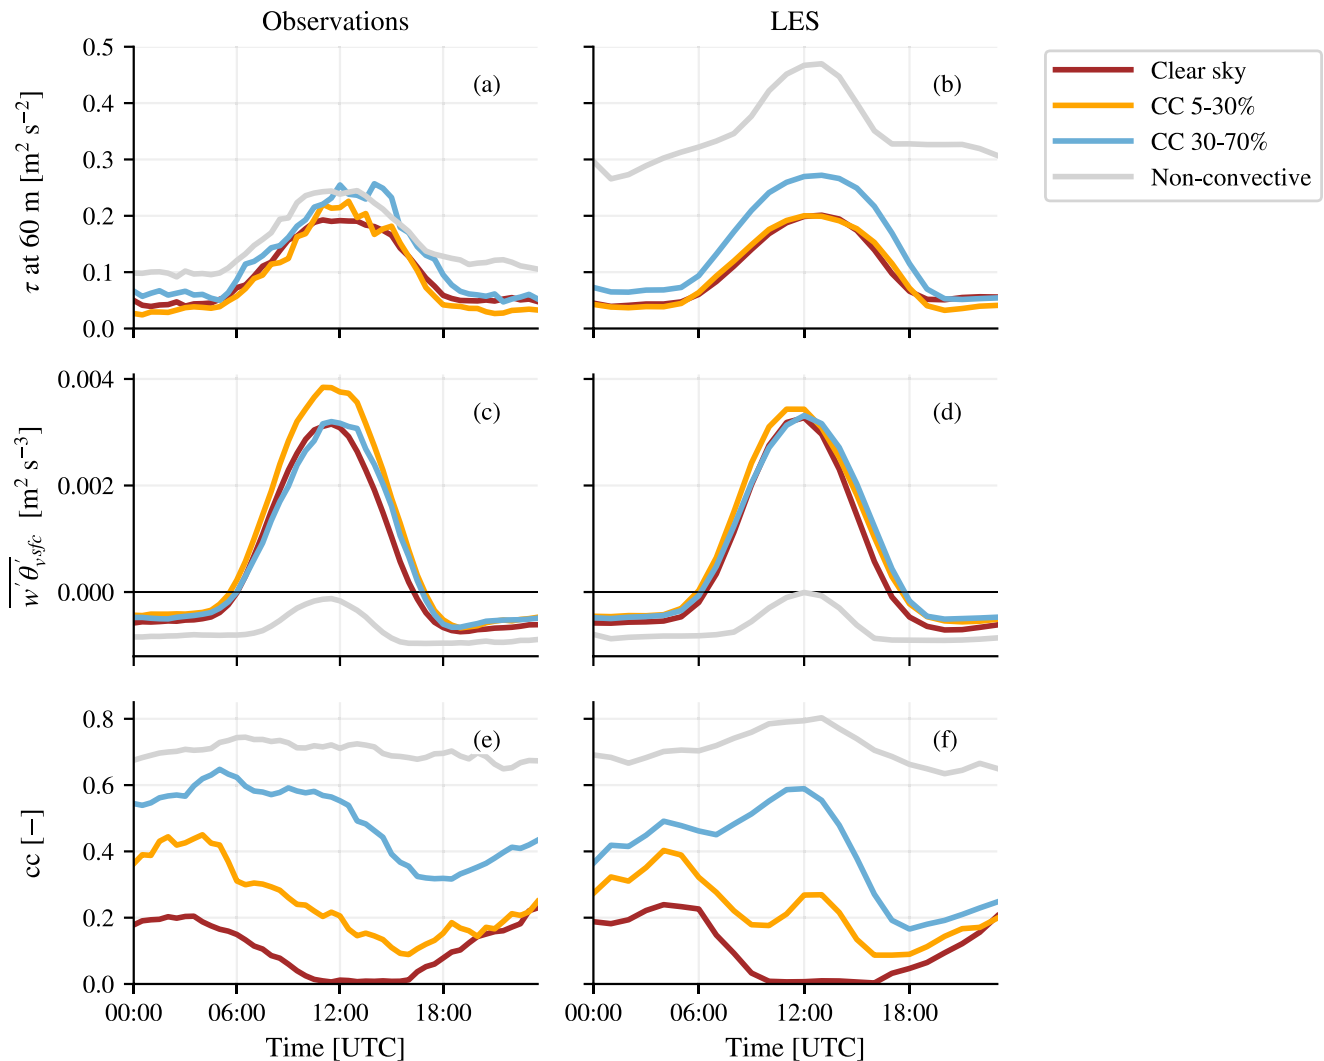 Observations
LES
(a)
(b)
0.5
0.4
0.3
0.2
0.1
0.0
τ at 60 m [m² s⁻²]
Clear sky
CC 5-30%
CC 30-70%
Non-convective
(c)
(d)
0.004
0.002
0.000
w′θ′v sfc [m² s⁻³]
(e)
(f)
0.8
0.6
0.4
0.2
0.0
cc [−]
00:00 06:00 12:00 18:00
00:00 06:00 12:00 18:00
Time [UTC]
Time [UTC]